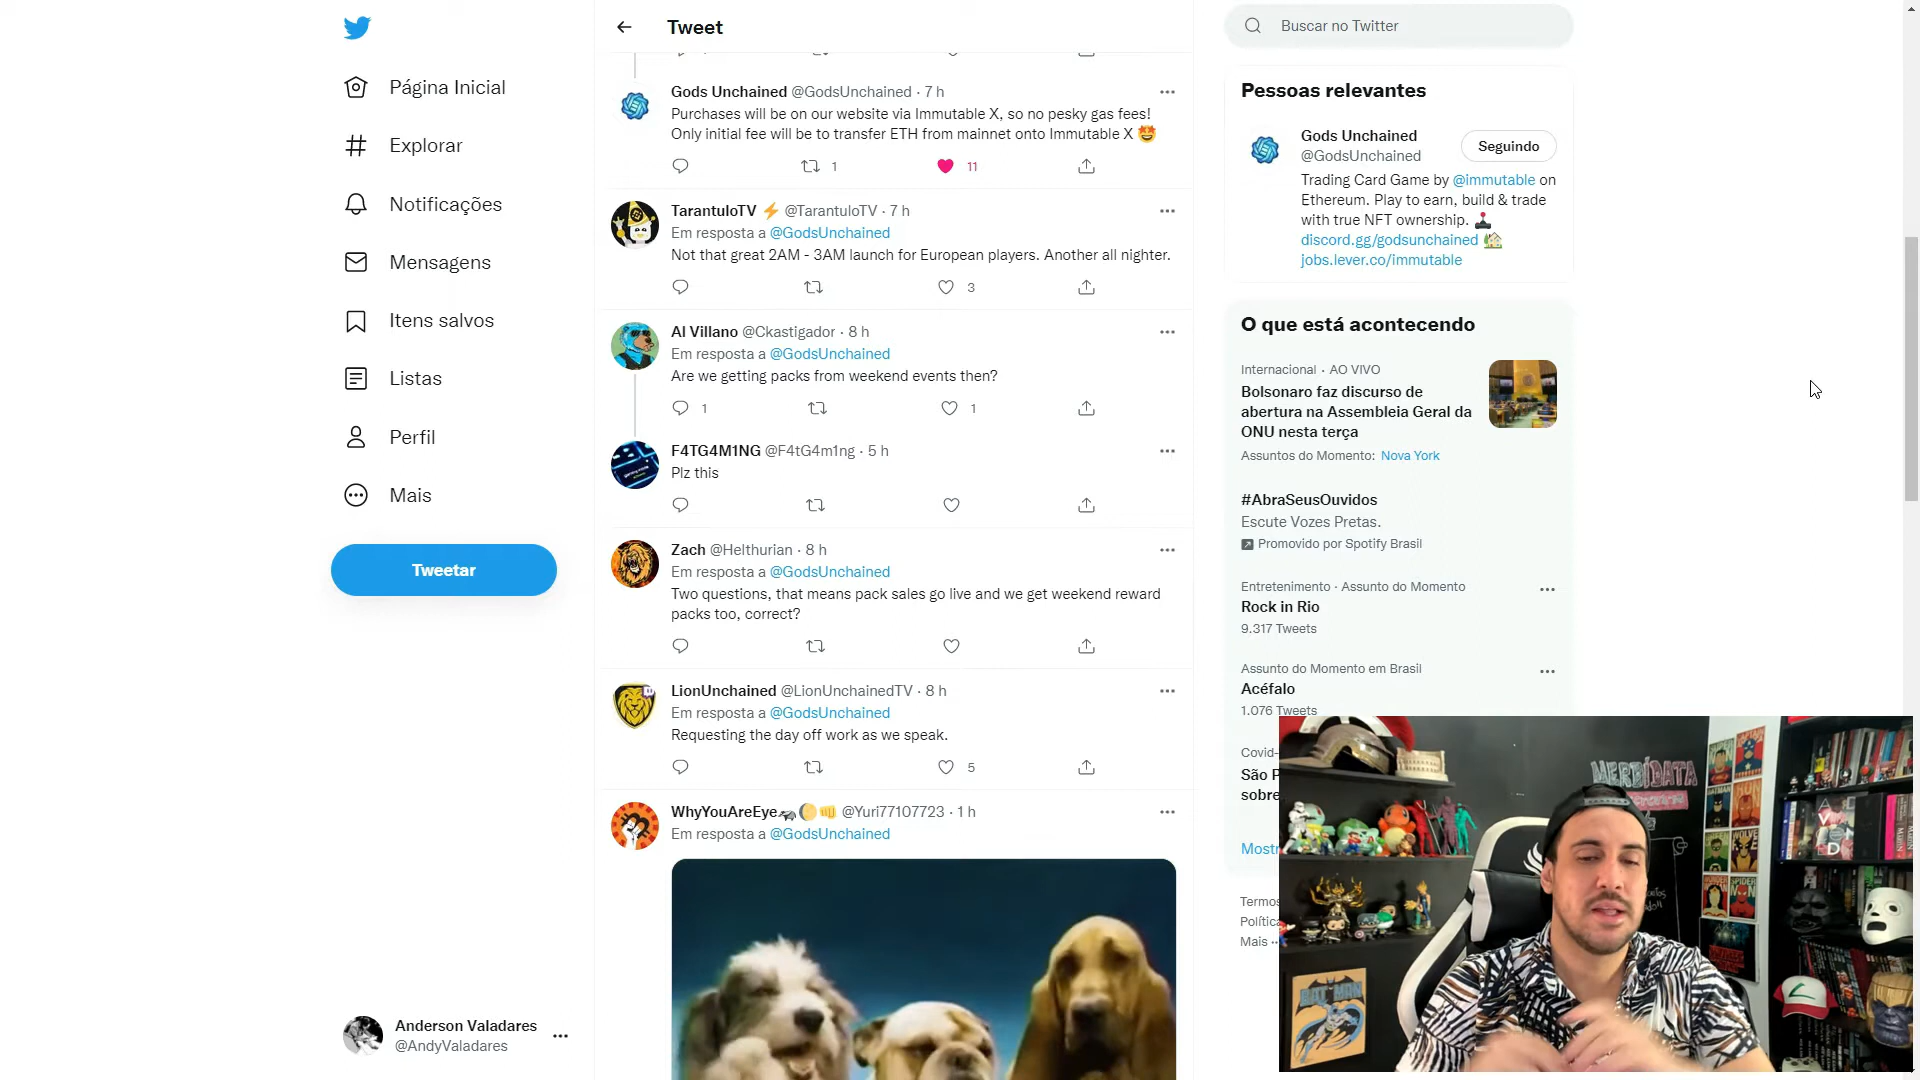 Tweet
Buscar no Twitter
Página Inicial
Explorar
Notificações
Mensagens
Itens salvos
Listas
Perfil
Mais
Tweetar
Anderson Valadares
@AndyValadares
Gods Unchained @GodsUnchained · 7 h
Purchases will be on our website via Immutable X, so no pesky gas fees!
Only initial fee will be to transfer ETH from mainnet onto Immutable X 🤩
1
11
TarantuloTV ⚡ @TarantuloTV · 7 h
Em resposta a @GodsUnchained
Not that great 2AM - 3AM launch for European players. Another all nighter.
3
Al Villano @Ckastigador · 8 h
Em resposta a @GodsUnchained
Are we getting packs from weekend events then?
1
1
F4TG4M1NG @F4tG4m1ng · 5 h
Plz this
Zach @Helthurian · 8 h
Em resposta a @GodsUnchained
Two questions, that means pack sales go live and we get weekend reward
packs too, correct?
LionUnchained @LionUnchainedTV · 8 h
Em resposta a @GodsUnchained
Requesting the day off work as we speak.
5
WhyYouAreEye @Yuri77107723 · 1 h
Em resposta a @GodsUnchained
Pessoas relevantes
Gods Unchained
@GodsUnchained
Seguindo
Trading Card Game by @immutable on
Ethereum. Play to earn, build & trade
with true NFT ownership. 🕹️
discord.gg/godsunchained 🏡
jobs.lever.co/immutable
O que está acontecendo
Internacional · AO VIVO
Bolsonaro faz discurso de
abertura na Assembleia Geral da
ONU nesta terça
Assuntos do Momento: Nova York
#AbraSeusOuvidos
Escute Vozes Pretas.
Promovido por Spotify Brasil
Entretenimento · Assunto do Momento
Rock in Rio
9.317 Tweets
Assunto do Momento em Brasil
Acéfalo
1.076 Tweets
Covid-
São P
sobre
Mostr
Termos
Política
Mais ··
NERDIDATA
BATMAN